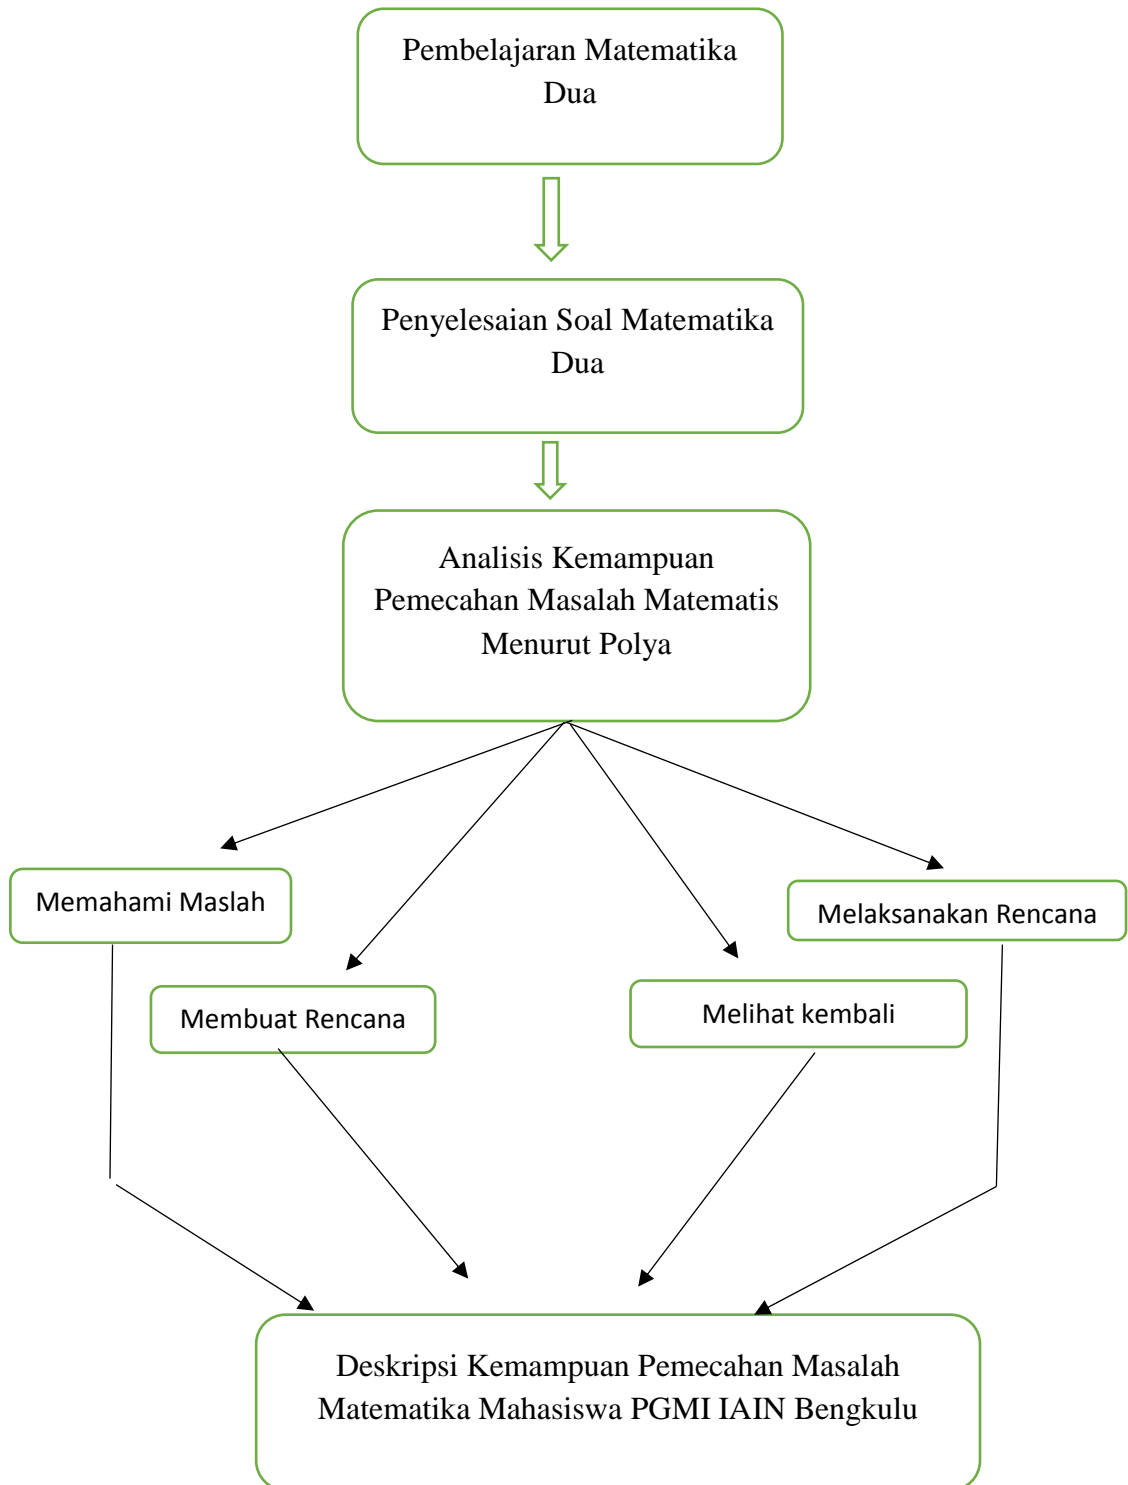 Pembelajaran Matematika
Dua
Penyelesaian Soal Matematika
Dua
Analisis Kemampuan
Pemecahan Masalah Matematis
Menurut Polya
Memahami Maslah
Melaksanakan Rencana
Membuat Rencana
Melihat kembali
Deskripsi Kemampuan Pemecahan Masalah
Matematika Mahasiswa PGMI IAIN Bengkulu